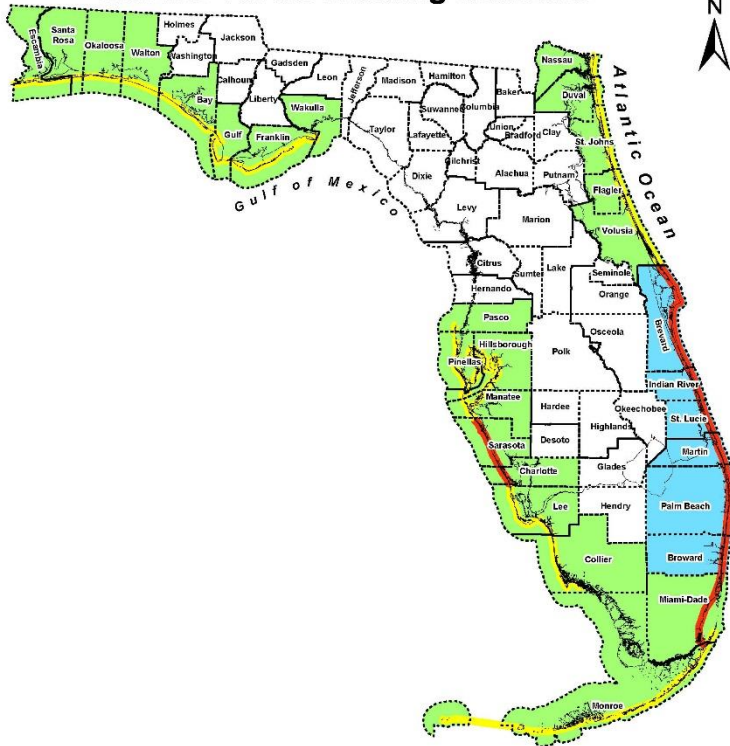 N
Holmes
Santa
Rosa
Escambia
Okaloosa
Walton
Washington
Jackson
Gadsden
Calhoun
Leon
Jefferson
Madison
Hamilton
Liberty
Bay
Gulf
Franklin
Wakulla
Taylor
Suwannee
Columbia
Lafayette
Baker
Union
Bradford
Nassau
Duval
Clay
St. Johns
Gilchrist
Dixie
Alachua
Putnam
Flagler
Levy
Marion
Volusia
Atlantic Ocean
Gulf of Mexico
Citrus
Sumter
Lake
Seminole
Hernando
Orange
Pasco
Osceola
Brevard
Hillsborough
Pinellas
Polk
Indian River
Manatee
Hardee
Okeechobee
St. Lucie
Highlands
Sarasota
Desoto
Martin
Charlotte
Glades
Lee
Hendry
Palm Beach
Collier
Broward
Miami-Dade
Monroe